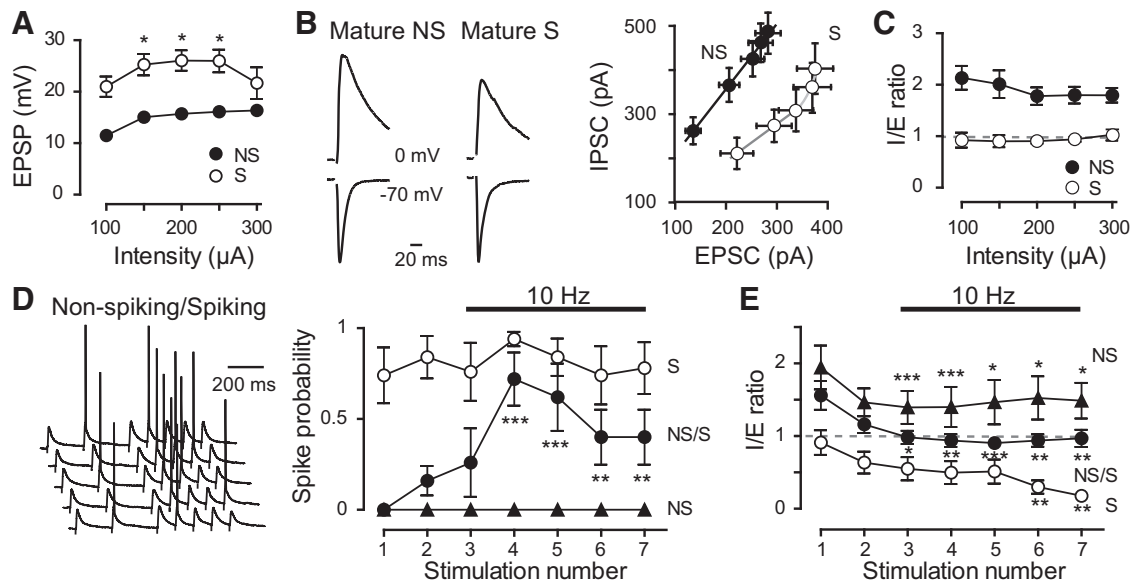 A
EPSP (mV)
30
20
10
0
* * *
NS
S
100 200 300
Intensity (µA)
B
Mature NS Mature S
0 mV
-70 mV
20 ms
IPSC (pA)
500
300
100
NS
S
100 200 300 400
EPSC (pA)
C
I/E ratio
3
2
1
0
NS
S
100 200 300
Intensity (µA)
D
Non-spiking/Spiking
200 ms
10 Hz
Spike probability
1
0.5
0
S
NS/S
NS
*** *** ** **
1 2 3 4 5 6 7
Stimulation number
E
10 Hz
I/E ratio
2
1
0
NS
*** *** * * *
* ** *** ** **
NS/S
S
** **
1 2 3 4 5 6 7
Stimulation number